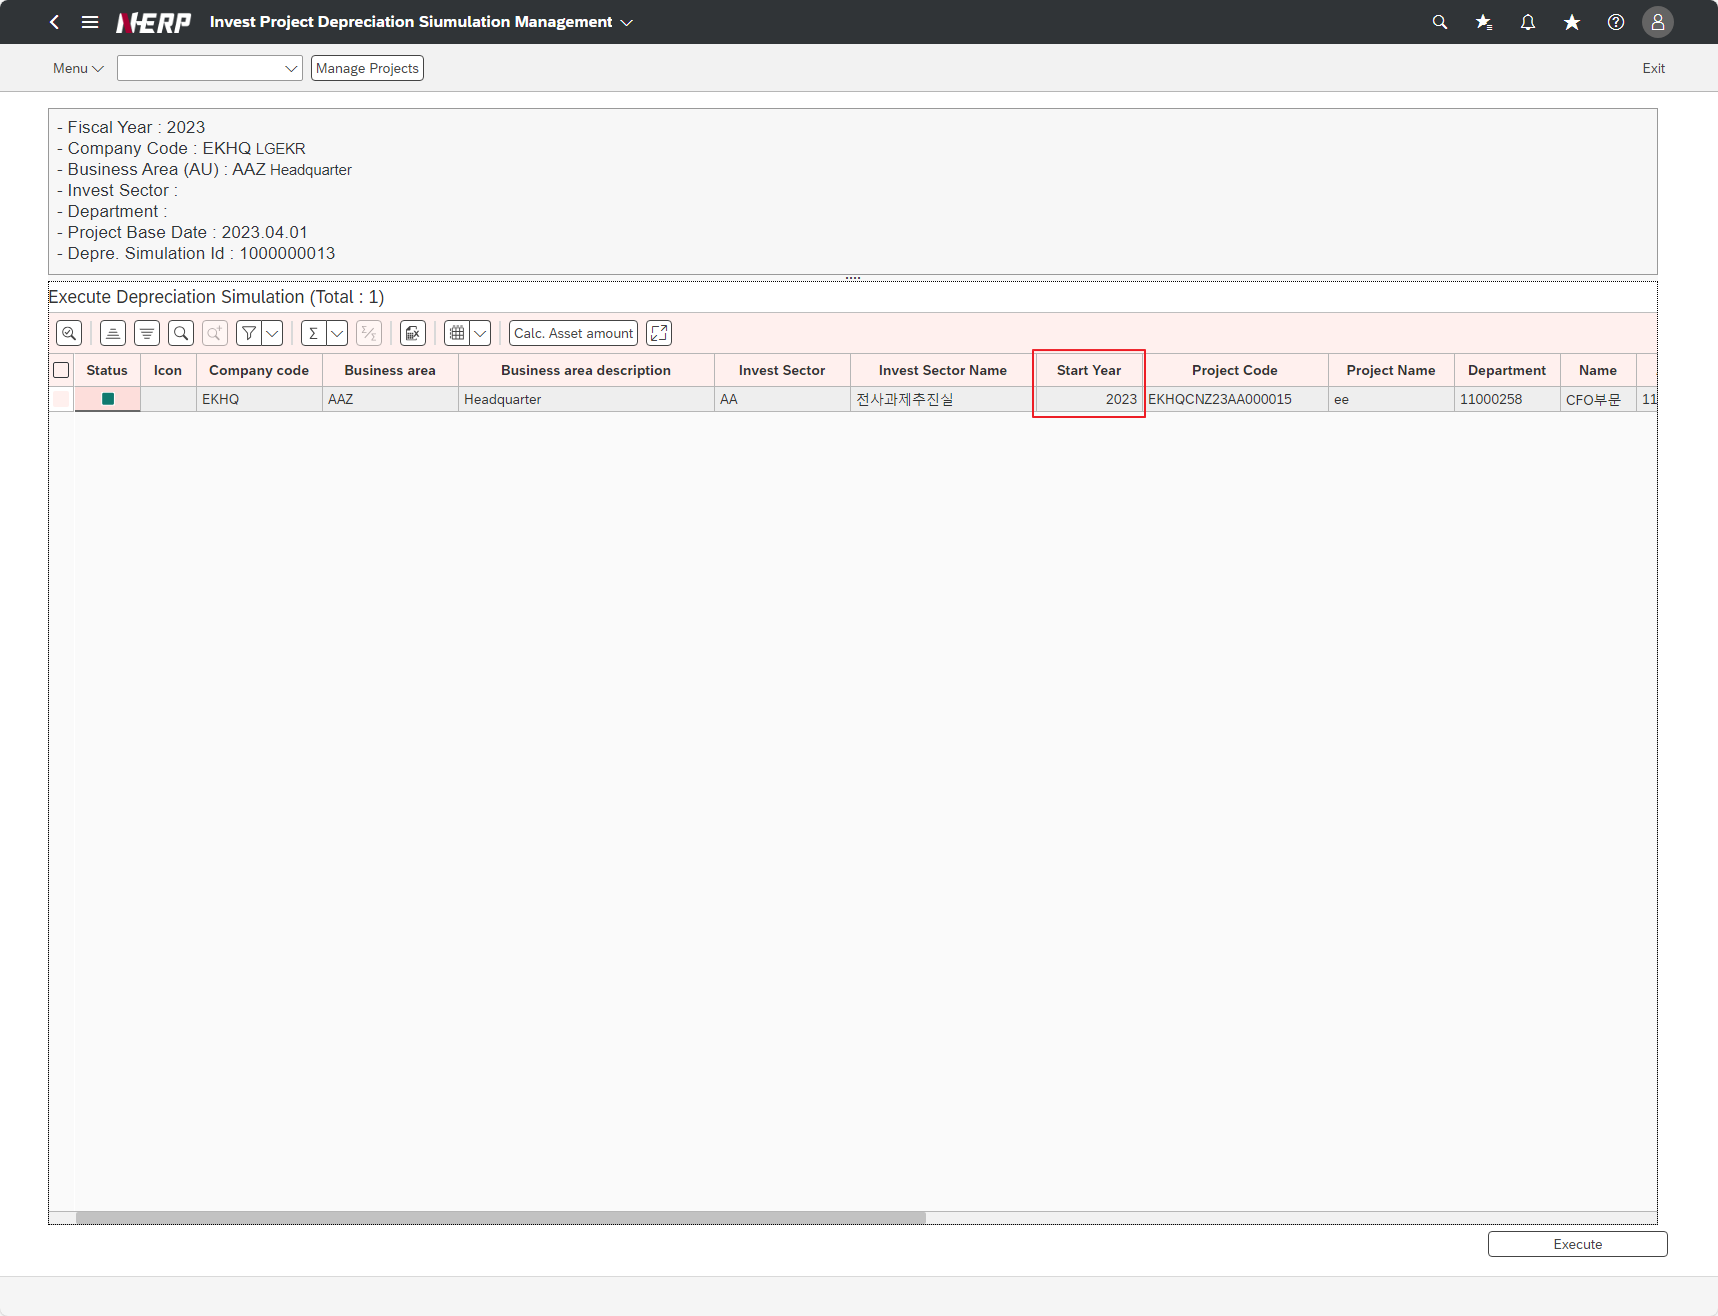 NERP Invest Project Depreciation Siumulation Management
Menu Manage Projects Exit
- Fiscal Year : 2023
- Company Code : EKHQ LGEKR
- Business Area (AU) : AAZ Headquarter
- Invest Sector :
- Department :
- Project Base Date : 2023.04.01
- Depre. Simulation Id : 1000000013
Execute Depreciation Simulation (Total : 1)
Calc. Asset amount
Status Icon Company code Business area Business area description Invest Sector Invest Sector Name Start Year Project Code Project Name Department Name
EKHQ AAZ Headquarter AA 전사과제추진실 2023 EKHQCNZ23AA000015 ee 11000258 CFO부문 11
Execute